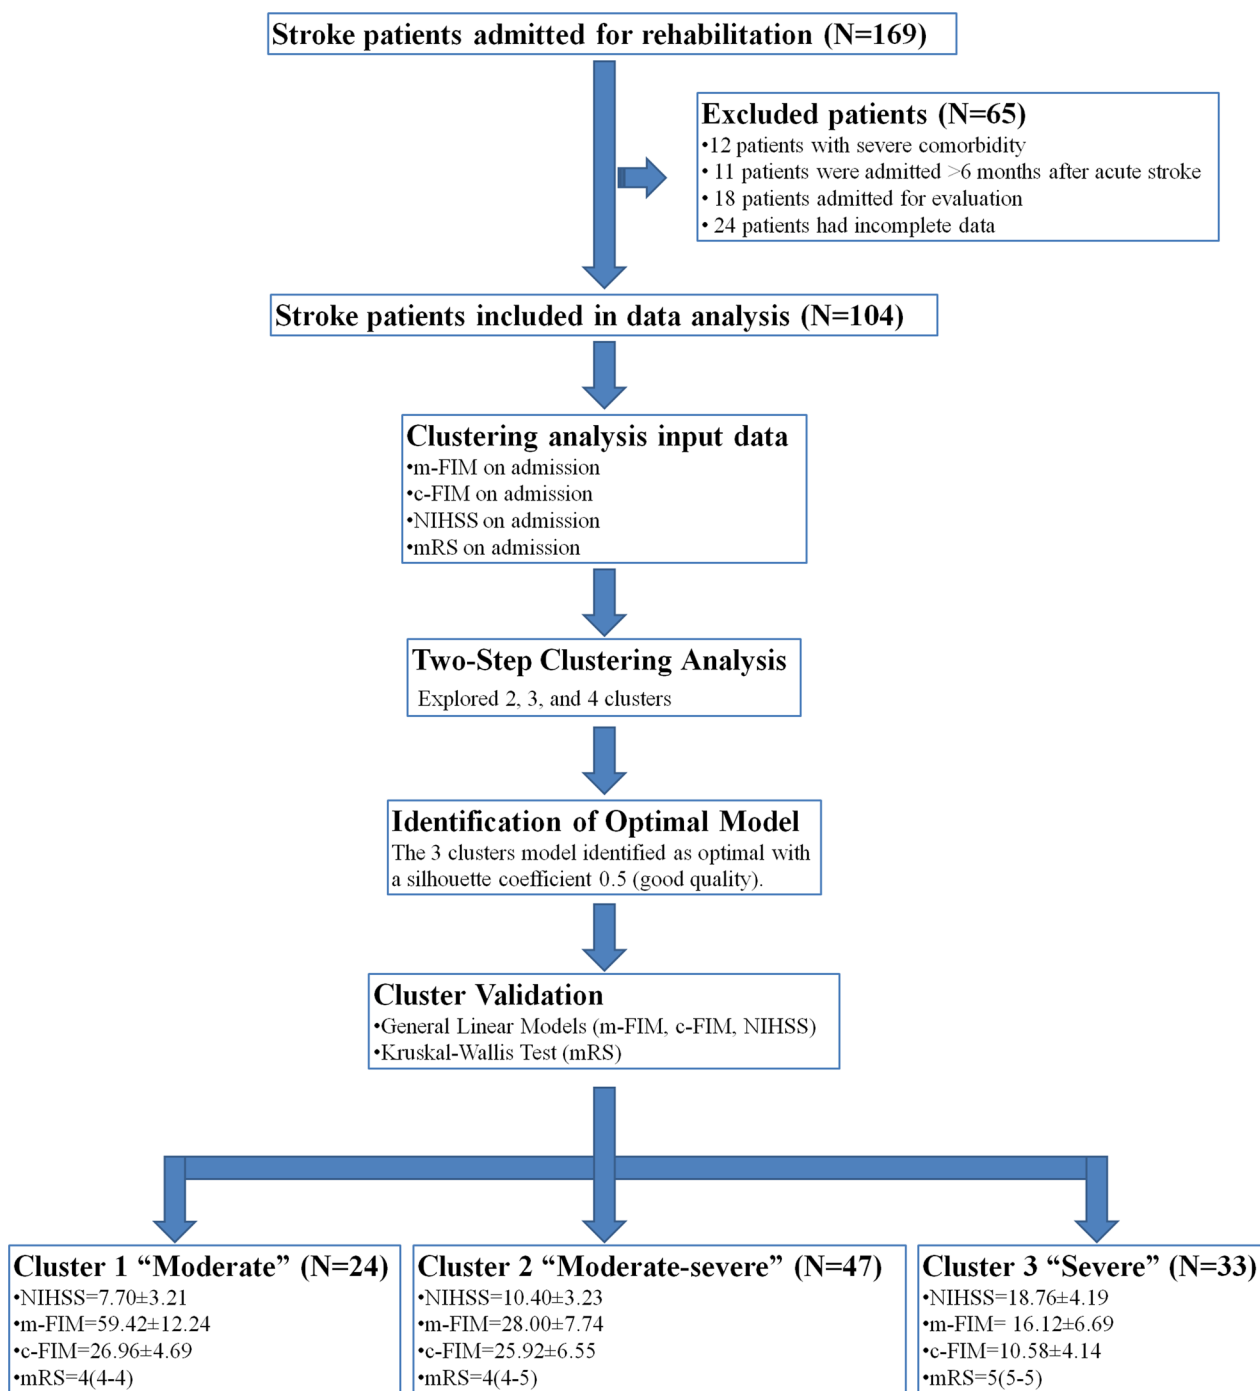 Stroke patients admitted for rehabilitation (N=169)
Excluded patients (N=65)
•12 patients with severe comorbidity
• 11 patients were admitted >6 months after acute stroke
• 18 patients admitted for evaluation
• 24 patients had incomplete data
Stroke patients included in data analysis (N=104)
Clustering analysis input data
•m-FIM on admission
•c-FIM on admission
•NIHSS on admission
•mRS on admission
Two-Step Clustering Analysis
Explored 2, 3, and 4 clusters
Identification of Optimal Model
The 3 clusters model identified as optimal with
a silhouette coefficient 0.5 (good quality).
Cluster Validation
•General Linear Models (m-FIM, c-FIM, NIHSS)
•Kruskal-Wallis Test (mRS)
Cluster 1 “Moderate” (N=24)
•NIHSS=7.70±3.21
•m-FIM=59.42±12.24
•c-FIM=26.96±4.69
•mRS=4(4-4)
Cluster 2 “Moderate-severe” (N=47)
•NIHSS=10.40±3.23
•m-FIM=28.00±7.74
•c-FIM=25.92±6.55
•mRS=4(4-5)
Cluster 3 “Severe” (N=33)
•NIHSS=18.76±4.19
•m-FIM= 16.12±6.69
•c-FIM=10.58±4.14
•mRS=5(5-5)